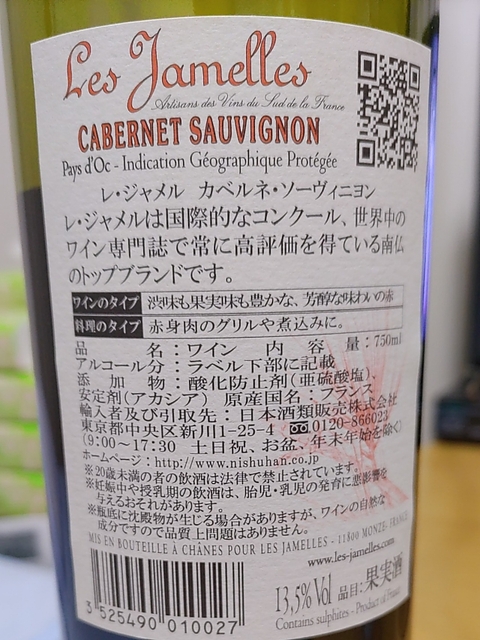 Les Jamelles
Artisans des Vins du Sud de la France
CABERNET SAUVIGNON
Pays d'Oc - Indication Géographique Protégée
レ・ジャメル カベルネ・ソーヴィニヨン
レ・ジャメルは国際的なコンクール、世界中の
ワイン専門誌で常に高評価を得ている南仏
のトップブランドです。
ワインのタイプ 渋味も果実味も豊かな、芳醇な味わいの赤
料理のタイプ 赤身肉のグリルや煮込みに。
品名:ワイン 内容量:750ml
アルコール分:ラベル下部に記載
添加物:酸化防止剤(亜硫酸塩)、
安定剤(アカシア) 原産国名:フランス
輸入者及び引取先:日本酒類販売株式会社
東京都中央区新川1-25-4 0120-866023
(9:00~17:30 土日祝、お盆、年末年始を除く)
ホームページ:http://www.nishuhan.co.jp
※20歳未満の者の飲酒は法律で禁止されています。
※妊娠中や授乳期の飲酒は、胎児・乳児の発育に悪影響を
与えるおそれがあります。
※瓶底に沈殿物が生じる場合がありますが、ワインの自然な
成分ですので品質上問題はありません。
MIS EN BOUTEILLE À CHÂNES POUR LES JAMELLES - 11800 MONZE- FRANCE
www.les-jamelles.com
13,5% Vol 品目:果実酒
Contains sulphites - Product of France
3 525490 010027